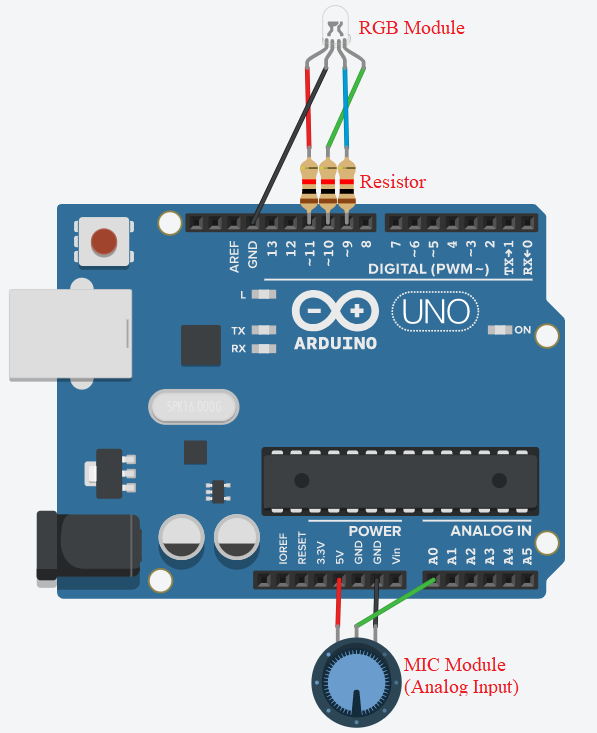 RGB Module
Resistor
AREF
GND
13
12
~11
~10
~9
8
7
~6
~5
4
~3
2
TX→1
RX←0
DIGITAL (PWM~)
L
TX
RX
ARDUINO
UNO
ON
SPK16.000G
POWER
ANALOG IN
IOREF
RESET
3.3V
5V
GND
GND
Vin
A0
A1
A2
A3
A4
A5
MIC Module
(Analog Input)